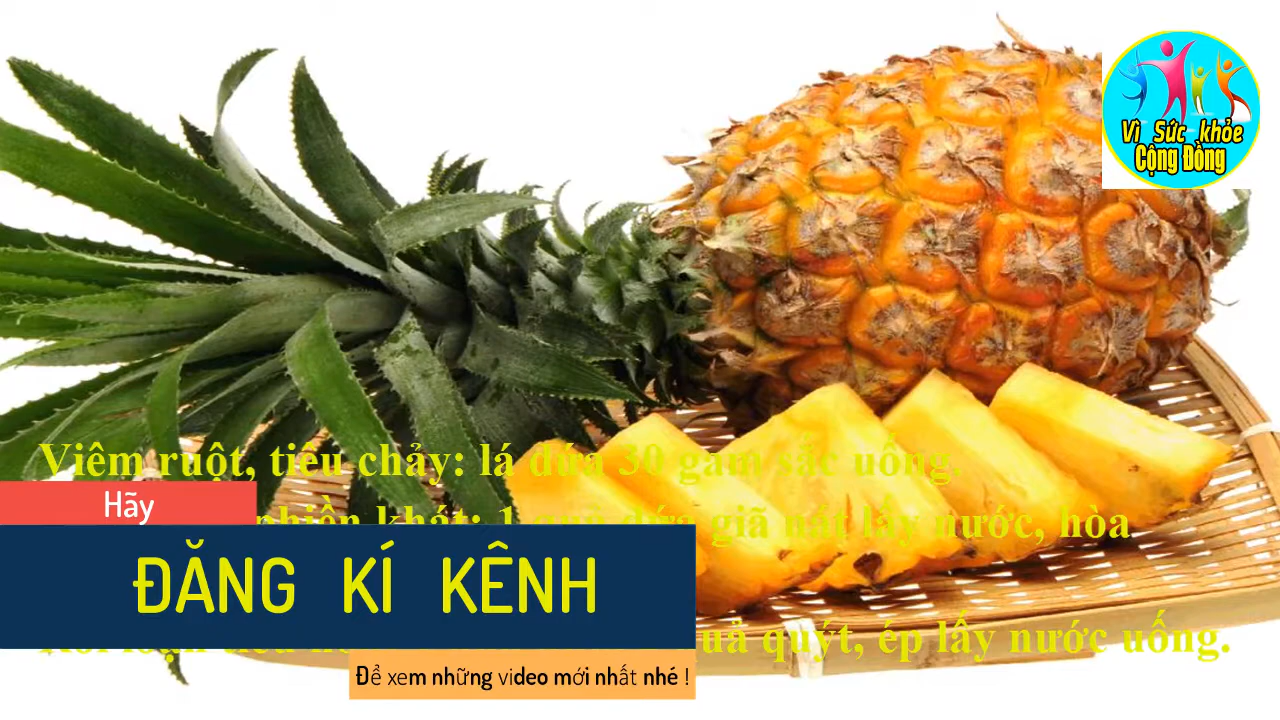 Vì Sức khỏe
Cộng Đồng
Viêm ruột, tiêu chảy: lá dứa 30 gam sắc uống.
Hãy
nhiền khát: 1 quả dứa giã nát lấy nước, hòa
ĐĂNG KÍ KÊNH
quýt, ép lấy nước uống.
Để xem những video mới nhất nhé !